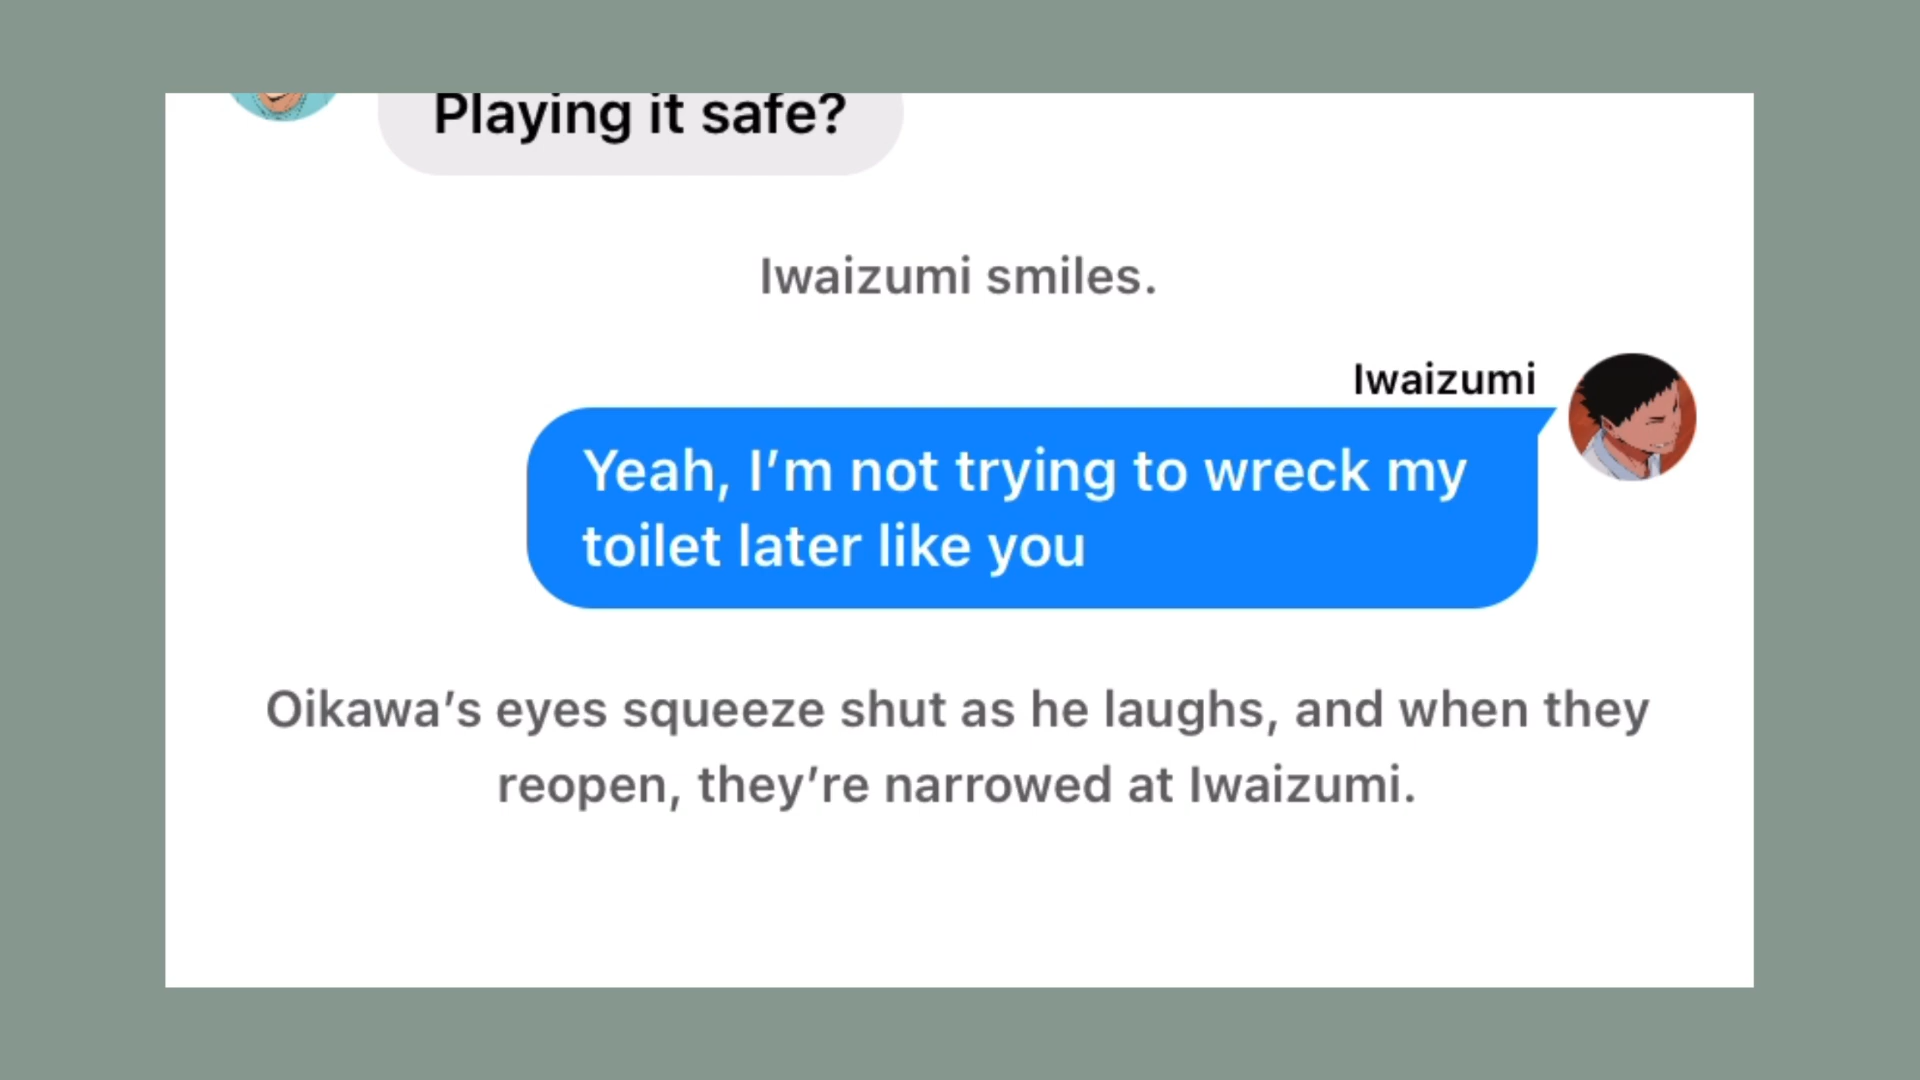 Playing it safe?
Iwaizumi smiles.
Iwaizumi
Yeah, I’m not trying to wreck my
toilet later like you
Oikawa’s eyes squeeze shut as he laughs, and when they
reopen, they’re narrowed at Iwaizumi.